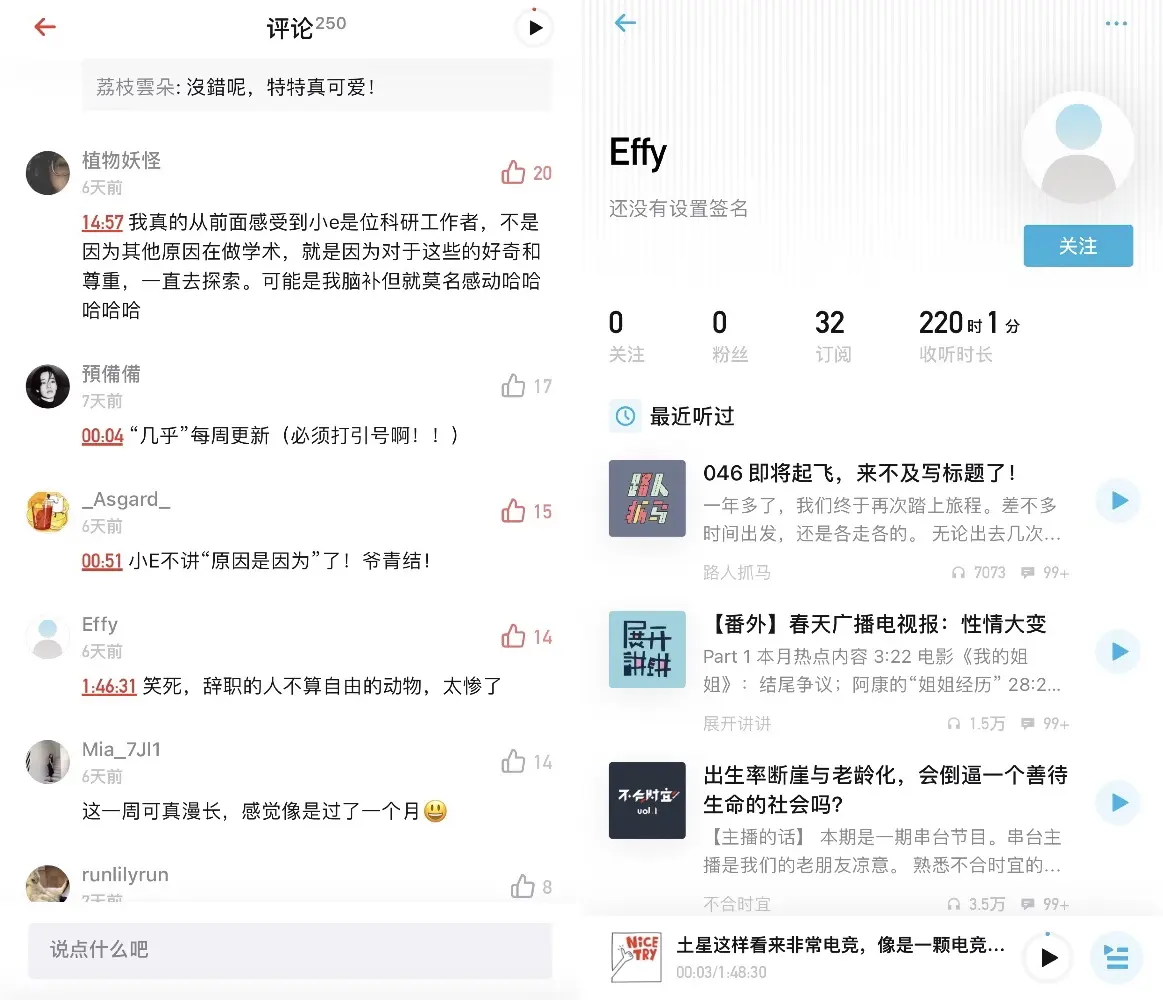 评论250
荔枝雲朵: 沒錯呢，特特真可爱！
植物妖怪
20
6天前
14:57 我真的从前面感受到小e是位科研工作者，不是
因为其他原因在做学术，就是因为对于这些的好奇和
尊重，一直去探索。可能是我脑补但就莫名感动哈哈
哈哈哈
預備備
17
7天前
00:04 “几乎”每周更新（必须打引号啊！！）
_Asgard_
15
6天前
00:51 小E不讲“原因是因为”了！爷青结！
Effy
14
6天前
1:46:31 笑死，辞职的人不算自由的动物，太惨了
Mia_7Jl1
14
6天前
这一周可真漫长，感觉像是过了一个月😃
runlilyrun
8
7天前
说点什么吧
Effy
还没有设置签名
关注
0 0 32 220时1分
关注 粉丝 订阅 收听时长
最近听过
路人
抓马
046 即将起飞，来不及写标题了！
一年多了，我们终于再次踏上旅程。差不多
时间出发，还是各走各的。 无论出去几次...
路人抓马 7073 99+
展开
讲讲
【番外】春天广播电视报：性情大变
Part 1 本月热点内容 3:22 电影《我的姐
姐》：结尾争议；阿康的“姐姐经历” 28:2...
展开讲讲 1.5万 99+
不合时宜
vol.1
出生率断崖与老龄化，会倒逼一个善待
生命的社会吗?
【主播的话】 本期是一期串台节目。串台主
播是我们的老朋友凉意。 熟悉不合时宜的...
不合时宜 3.5万 99+
NiCE
TRY
土星这样看来非常电竞，像是一颗电竞...
00:03/1:48:30